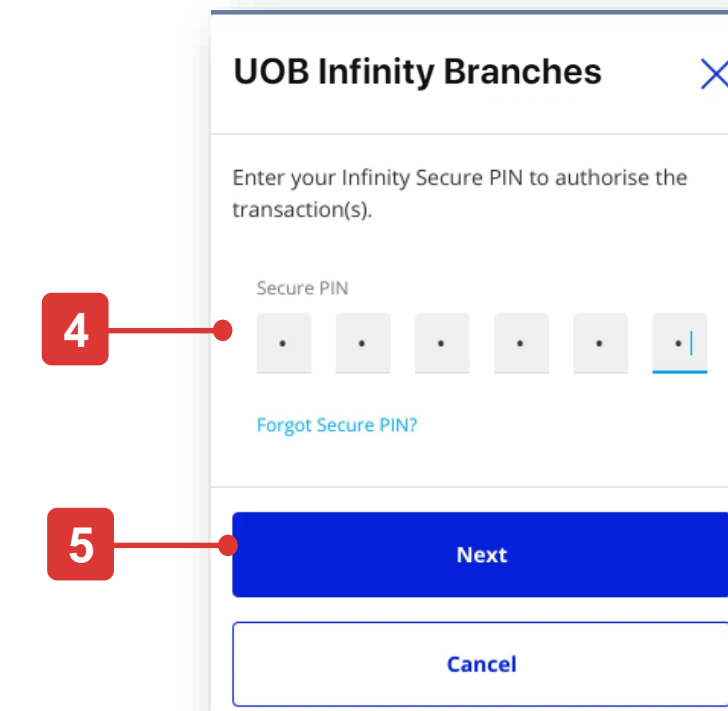 UOB Infinity Branches
Enter your Infinity Secure PIN to authorise the
transaction(s).
Secure PIN
4
Forgot Secure PIN?
5
Next
Cancel